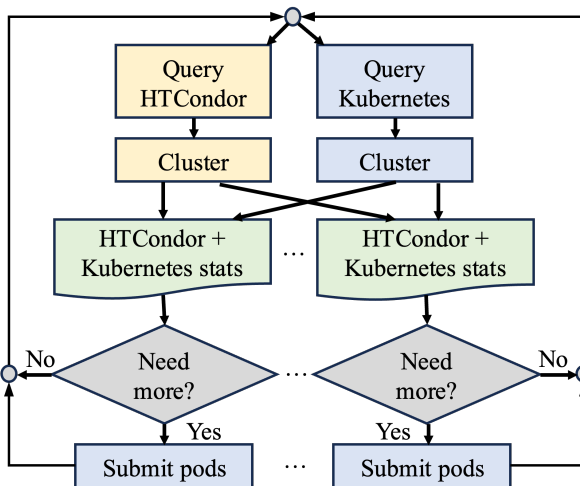 Query
HTCondor
Query
Kubernetes
Cluster
Cluster
HTCondor +
Kubernetes stats
...
HTCondor +
Kubernetes stats
No
Need
more?
...
Need
more?
No
Yes
Yes
Submit pods
...
Submit pods